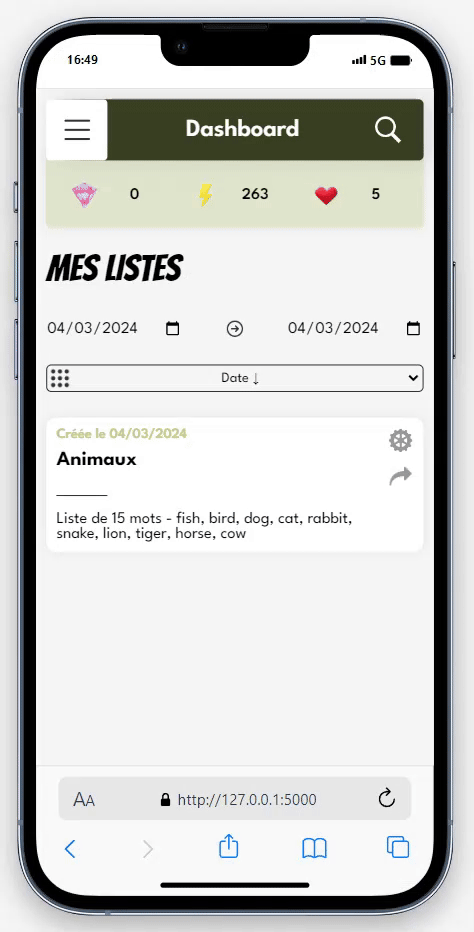 16:49
5G
Dashboard
0 263 5
MES LISTES
04/03/2024 04/03/2024
Date ↓
Créée le 04/03/2024
Animaux
Liste de 15 mots - fish, bird, dog, cat, rabbit,
snake, lion, tiger, horse, cow
AA http://127.0.0.1:5000